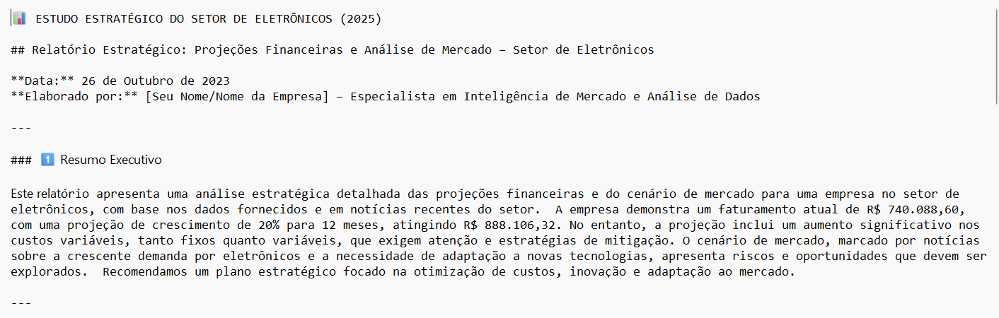 📊 ESTUDO ESTRATÉGICO DO SETOR DE ELETRÔNICOS (2025)
## Relatório Estratégico: Projeções Financeiras e Análise de Mercado – Setor de Eletrônicos
**Data:** 26 de Outubro de 2023
**Elaborado por:** [Seu Nome/Nome da Empresa] – Especialista em Inteligência de Mercado e Análise de Dados
---
### 1️⃣ Resumo Executivo
Este relatório apresenta uma análise estratégica detalhada das projeções financeiras e do cenário de mercado para uma empresa no setor de
eletrônicos, com base nos dados fornecidos e em notícias recentes do setor.  A empresa demonstra um faturamento atual de R$ 740.088,60,
com uma projeção de crescimento de 20% para 12 meses, atingindo R$ 888.106,32. No entanto, a projeção inclui um aumento significativo nos
custos variáveis, tanto fixos quanto variáveis, que exigem atenção e estratégias de mitigação. O cenário de mercado, marcado por notícias
sobre a crescente demanda por eletrônicos e a necessidade de adaptação a novas tecnologias, apresenta riscos e oportunidades que devem ser
explorados.  Recomendamos um plano estratégico focado na otimização de custos, inovação e adaptação ao mercado.
---